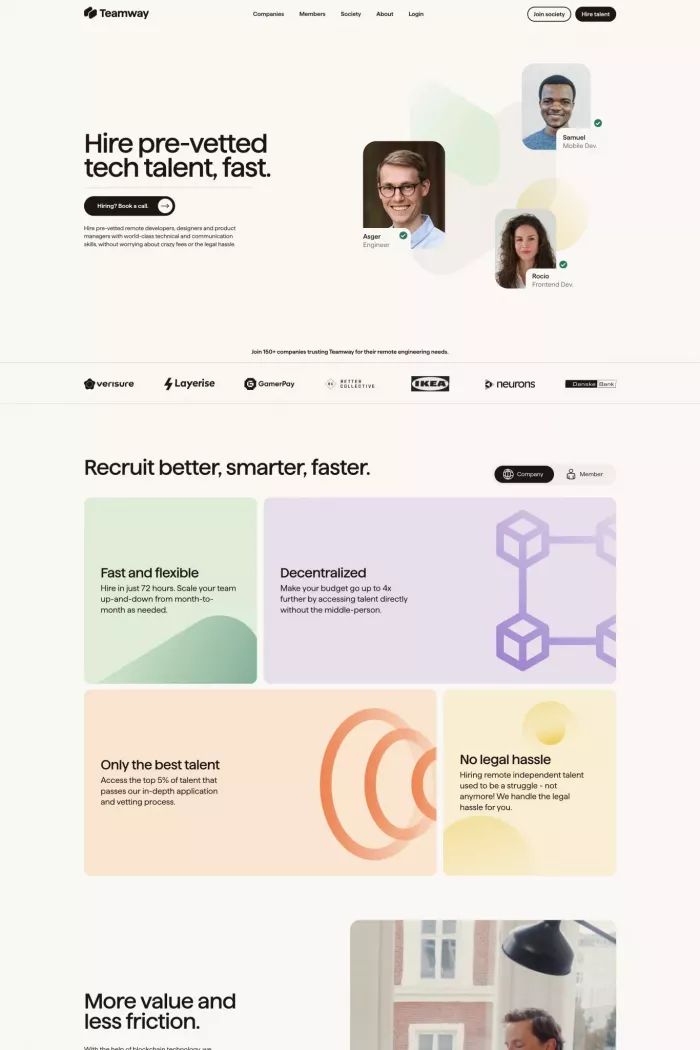 Teamway
Companies Members Society About Login
Join society Hire talent
Hire pre-vetted
tech talent, fast.
Hiring? Book a call.
Hire pre-vetted remote developers, designers and product
managers with world-class technical and communication
skills, without worrying about crazy fees or the legal hassle.
Samuel
Mobile Dev.
Asger
Engineer
Rocio
Frontend Dev.
Join 150+ companies trusting Teamway for their remote engineering needs.
verisure Layerise GamerPay BETTER COLLECTIVE IKEA neurons Danske Bank
Recruit better, smarter, faster.
Company Member
Fast and flexible
Hire in just 72 hours. Scale your team
up-and-down from month-to-
month as needed.
Decentralized
Make your budget go up to 4x
further by accessing talent directly
without the middle-person.
Only the best talent
Access the top 5% of talent that
passes our in-depth application
and vetting process.
No legal hassle
Hiring remote independent talent
used to be a struggle - not
anymore! We handle the legal
hassle for you.
More value and
less friction.
With the help of blockchain technology, we